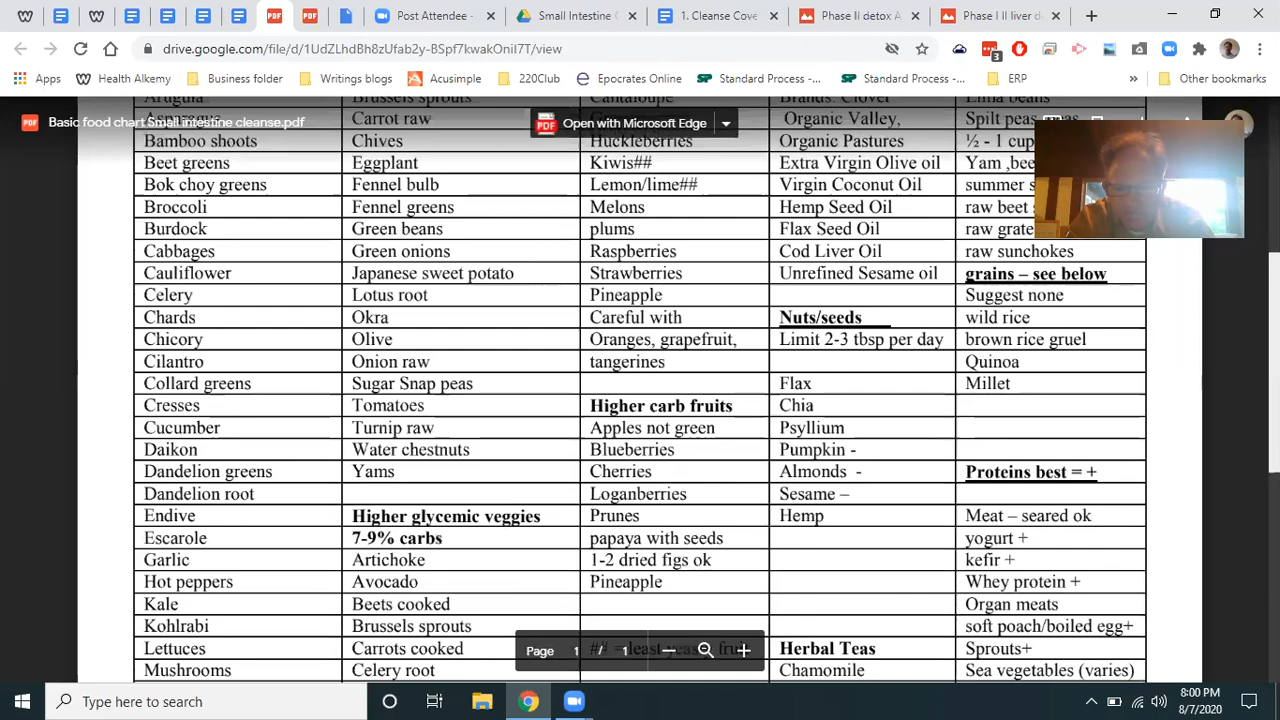 Post Attendee -
Small Intestine C
1. Cleanse Cove
Phase II detox A
Phase I II liver d
drive.google.com/file/d/1UdZLhdBh8zUfab2y-BSpf7kwakOniI7T/view
3
Apps
Health Alkemy
Business folder
Writings blogs
Acusimple
220Club
Epocrates Online
Standard Process -...
Standard Process -...
ERP
Other bookmarks
Basic food chart Small intestine cleanse.pdf
Open with Microsoft Edge
Arugula Brussels sprouts Cantaloupe Brands: Clover Lima beans
Carrot raw Organic Valley, Spilt peas
Bamboo shoots Chives Huckleberries Organic Pastures ½ - 1 cup
Beet greens Eggplant Kiwis## Extra Virgin Olive oil Yam ,bee
Bok choy greens Fennel bulb Lemon/lime## Virgin Coconut Oil summer s
Broccoli Fennel greens Melons Hemp Seed Oil raw beet
Burdock Green beans plums Flax Seed Oil raw grate
Cabbages Green onions Raspberries Cod Liver Oil raw sunchokes
Cauliflower Japanese sweet potato Strawberries Unrefined Sesame oil grains – see below
Celery Lotus root Pineapple Suggest none
Chards Okra Careful with Nuts/seeds wild rice
Chicory Olive Oranges, grapefruit, Limit 2-3 tbsp per day brown rice gruel
Cilantro Onion raw tangerines Quinoa
Collard greens Sugar Snap peas Flax Millet
Cresses Tomatoes Higher carb fruits Chia
Cucumber Turnip raw Apples not green Psyllium
Daikon Water chestnuts Blueberries Pumpkin -
Dandelion greens Yams Cherries Almonds - Proteins best = +
Dandelion root Loganberries Sesame –
Endive Higher glycemic veggies Prunes Hemp Meat – seared ok
Escarole 7-9% carbs papaya with seeds yogurt +
Garlic Artichoke 1-2 dried figs ok kefir +
Hot peppers Avocado Pineapple Whey protein +
Kale Beets cooked Organ meats
Kohlrabi Brussels sprouts soft poach/boiled egg+
Lettuces Carrots cooked Herbal Teas Sprouts+
Mushrooms Celery root Chamomile Sea vegetables (varies)
Page 1 / 1
Type here to search
8:00 PM
8/7/2020